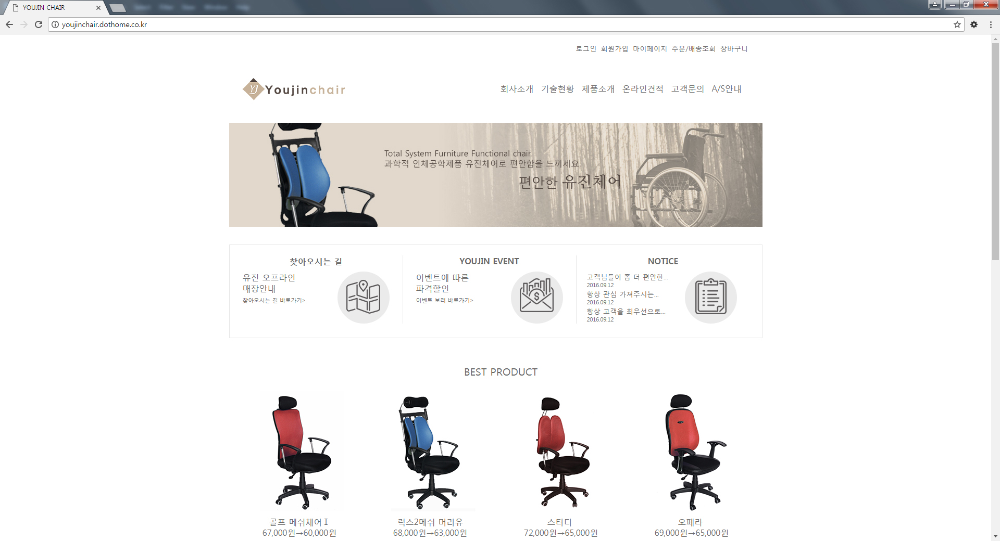 YOUJIN CHAIR
youjinchair.dothome.co.kr
로그인 회원가입 마이페이지 주문/배송조회 장바구니
YJ Youjinchair
회사소개 기술현황 제품소개 온라인견적 고객문의 A/S안내
Total System Furniture Functional chair.
과학적 인체공학제품 유진체어로 편안함을 느끼세요.
편안한 유진체어
찾아오시는 길
유진 오프라인
매장안내
찾아오시는 길 바로가기>
YOUJIN EVENT
이벤트에 따른
파격할인
이벤트 보러 바로가기>
$
NOTICE
고객님들이 좀 더 편안한...
2016.09.12
항상 관심 가져주시는...
2016.09.12
항상 고객을 최우선으로...
2016.09.12
BEST PRODUCT
골프 메쉬체어 I
67,000원→60,000원
럭스2메쉬 머리유
68,000원→63,000원
스터디
72,000원→65,000원
오페라
69,000원→65,000원